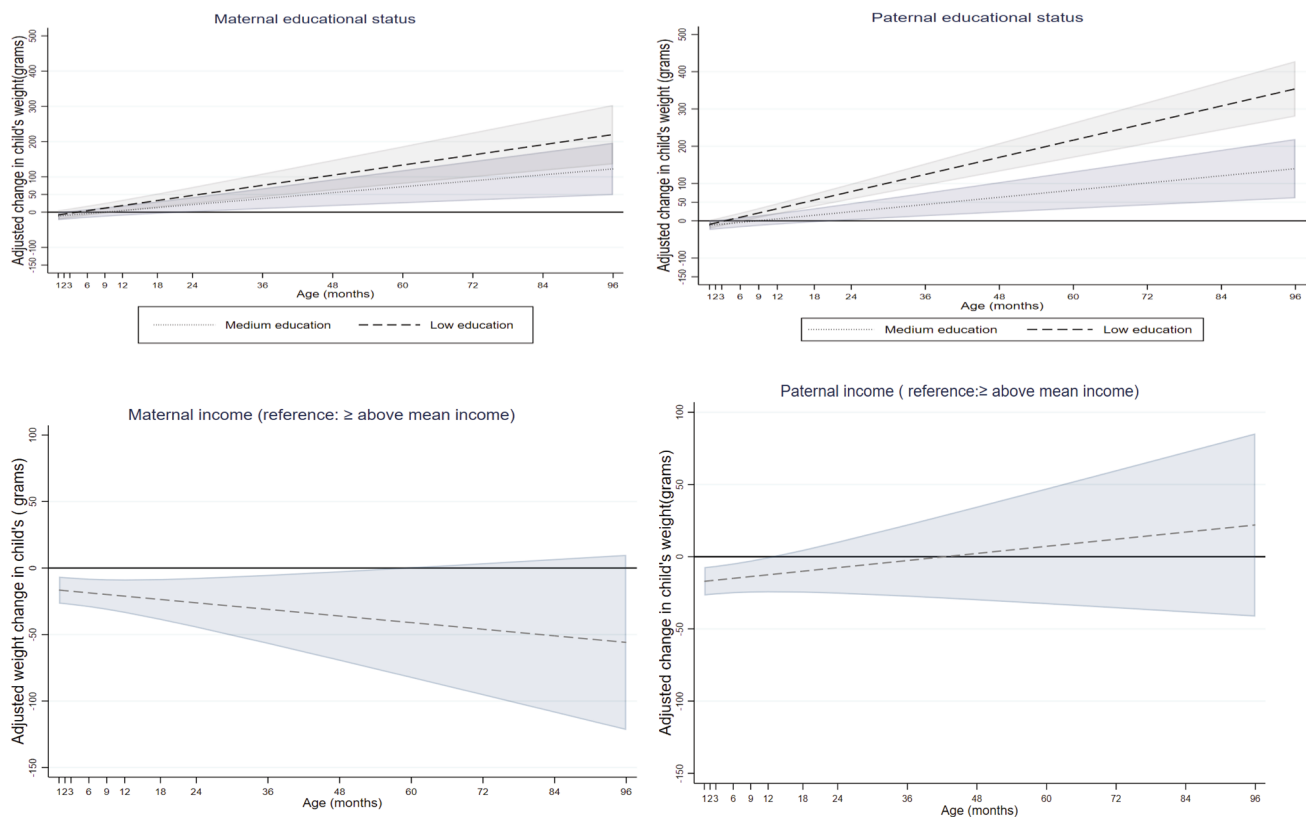 Maternal educational status
Adjusted change in child's weight(grams)
500
400
300
200
100
50
0
-50
-100
-150
123 6 9 12 18 24 36 48 60 72 84 96
Age (months)
Medium education Low education
Paternal educational status
Adjusted change in child's weight (grams)
500
400
300
200
100
50
0
-50
-100
-150
123 6 9 12 18 24 36 48 60 72 84 96
Age (months)
Medium education Low education
Maternal income (reference: ≥ above mean income)
Adjusted weight change in child's ( grams)
100
50
0
-50
-100
-150
123 6 9 12 18 24 36 48 60 72 84 96
Age (months)
Paternal income ( reference:≥ above mean income)
Adjusted change in child's weight(grams)
100
50
0
-50
-100
-150
123 6 9 12 18 24 36 48 60 72 84 96
Age (months)